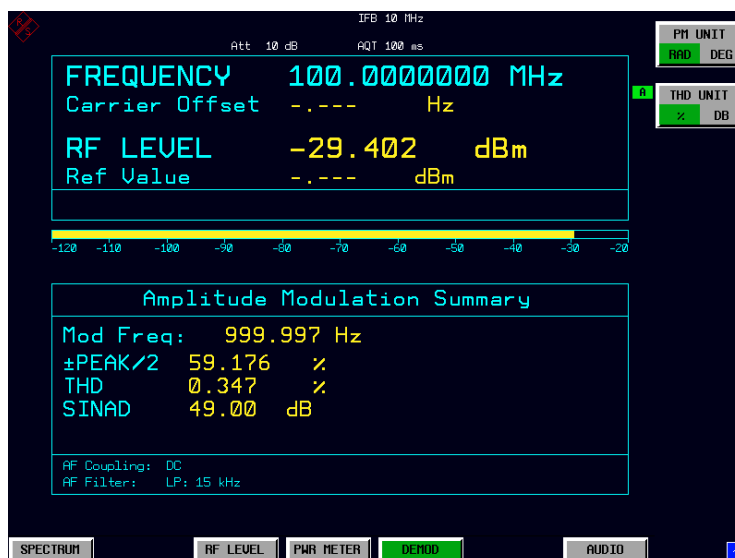 IFB 10 MHz
Att 10 dB AQT 100 ms
PM UNIT
RAD DEG
FREQUENCY 100.0000000 MHz
Carrier Offset -.--- Hz
A
THD UNIT
% DB
RF LEVEL -29.402 dBm
Ref Value -.--- dBm
-120 -110 -100 -90 -80 -70 -60 -50 -40 -30 -20
Amplitude Modulation Summary
Mod Freq: 999.997 Hz
±PEAK/2 59.176 %
THD 0.347 %
SINAD 49.00 dB
AF Coupling: DC
AF Filter: LP: 15 kHz
SPECTRUM RF LEVEL PWR METER DEMOD AUDIO